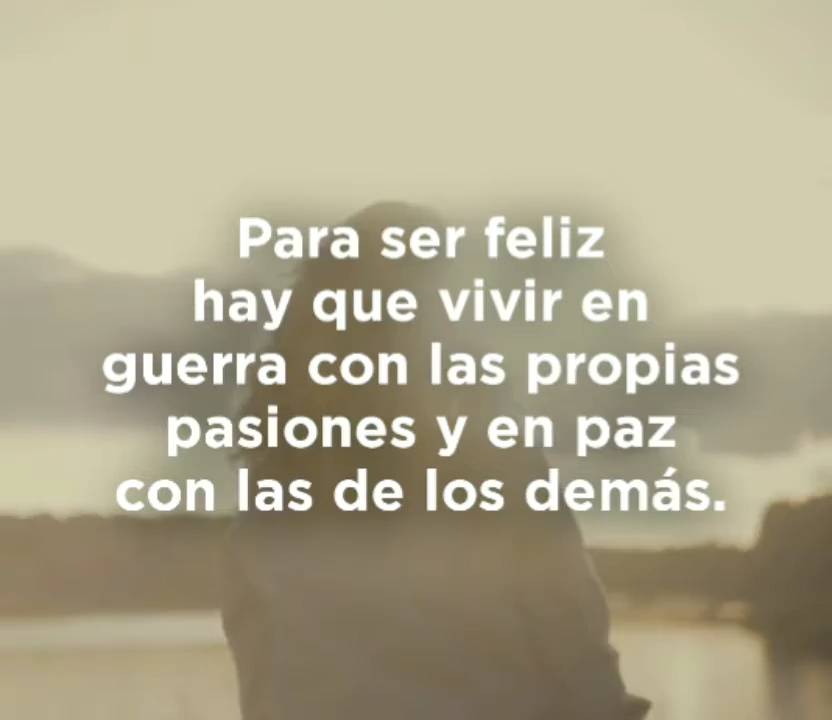 Para ser feliz
hay que vivir en
guerra con las propias
pasiones y en paz
con las de los demás.